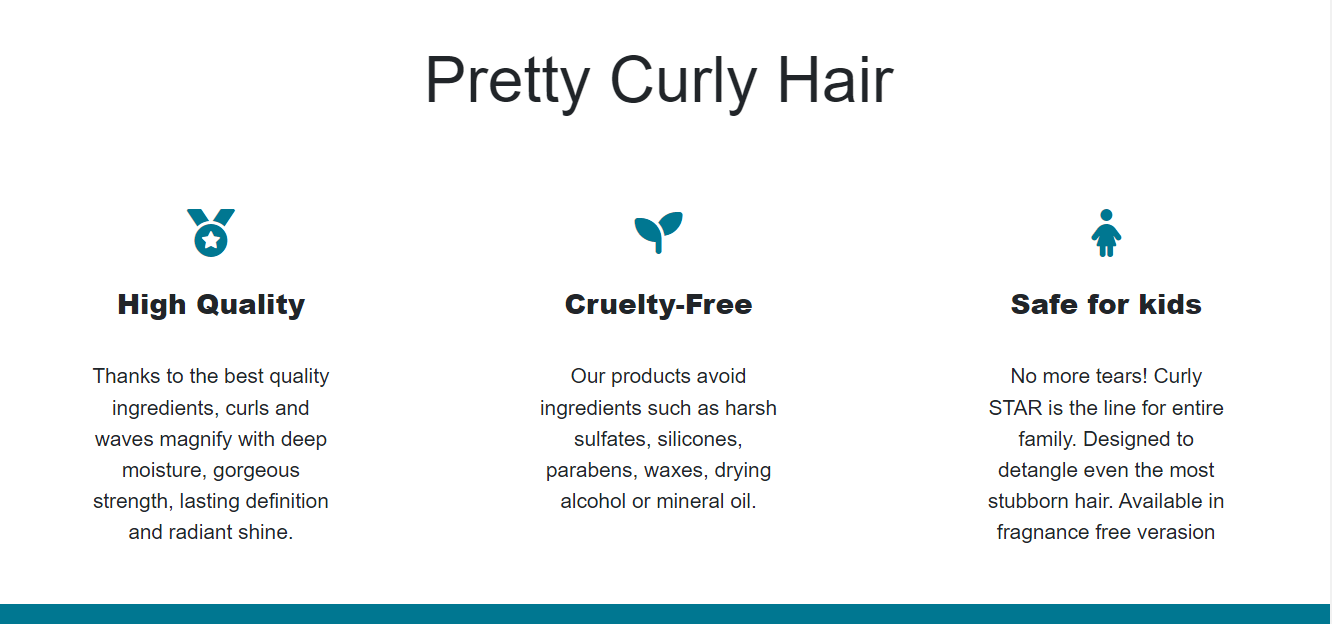 Pretty Curly Hair
High Quality
Thanks to the best quality
ingredients, curls and
waves magnify with deep
moisture, gorgeous
strength, lasting definition
and radiant shine.
Cruelty-Free
Our products avoid
ingredients such as harsh
sulfates, silicones,
parabens, waxes, drying
alcohol or mineral oil.
Safe for kids
No more tears! Curly
STAR is the line for entire
family. Designed to
detangle even the most
stubborn hair. Available in
fragnance free verasion